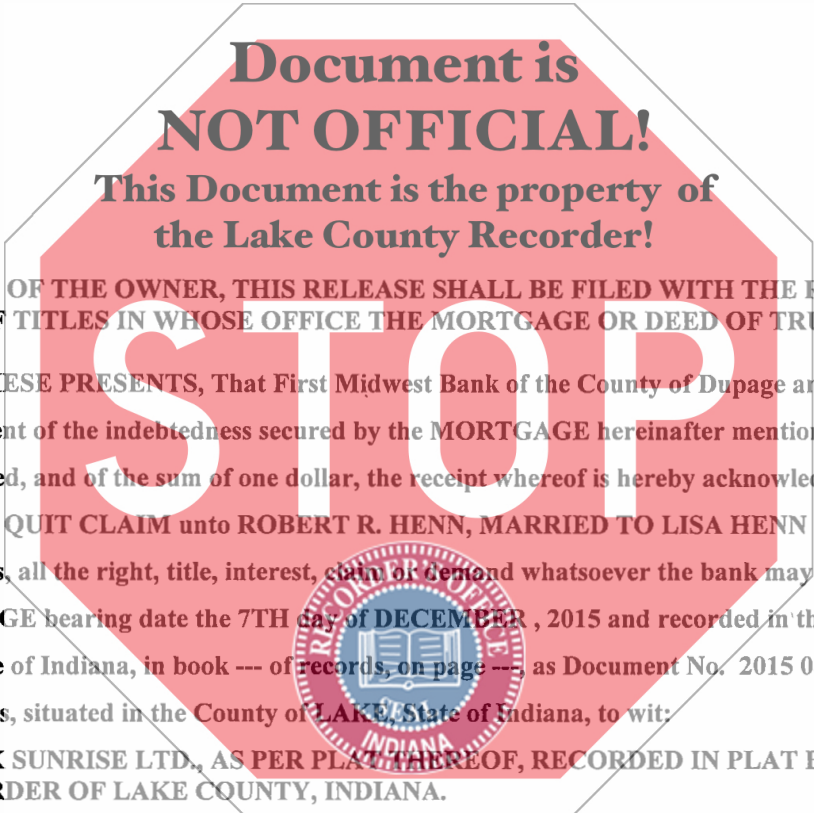 Document is
NOT OFFICIAL!
This Document is the property of
the Lake County Recorder!
OF THE OWNER, THIS RELEASE SHALL BE FILED WITH THE
TITLES IN WHOSE OFFICE THE MORTGAGE OR DEED OF TRU
STOP
ESE PRESENTS, That First Midwest Bank of the County of Dupage an
nt of the indebtedness secured by the MORTGAGE hereinafter mention
ed, and of the sum of one dollar, the receipt whereof is hereby acknowled
QUIT CLAIM unto ROBERT R. HENN, MARRIED TO LISA HENN
s, all the right, title, interest, claim or demand whatsoever the bank may
GE bearing date the 7TH day of DECEMBER , 2015 and recorded in th
e of Indiana, in book --- of records, on page ---, as Document No. 2015 0
s, situated in the County of LAKE, State of Indiana, to wit:
K SUNRISE LTD., AS PER PLAT THEREOF, RECORDED IN PLAT
RDER OF LAKE COUNTY, INDIANA.
RECORDER'S OFFICE
SEAL
INDIANA